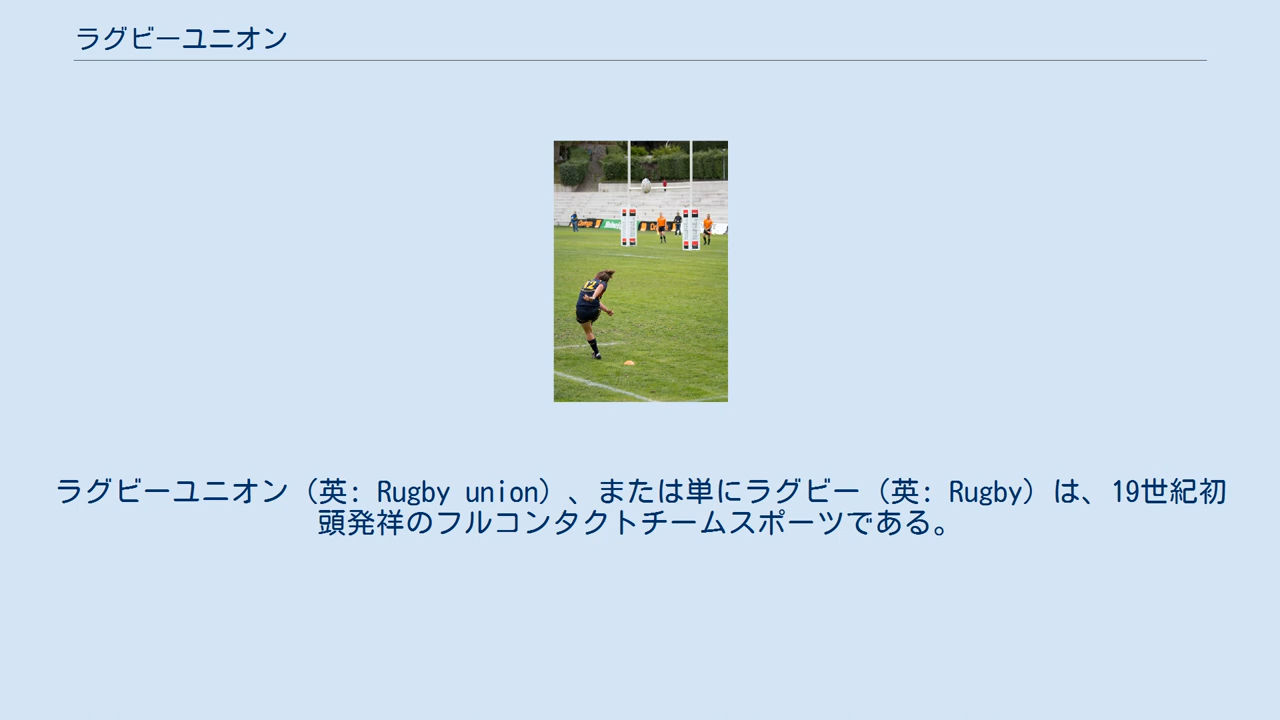 ラグビーユニオン
ラグビーユニオン（英: Rugby union）、または単にラグビー（英: Rugby）は、19世紀初
頭発祥のフルコンタクトチームスポーツである。